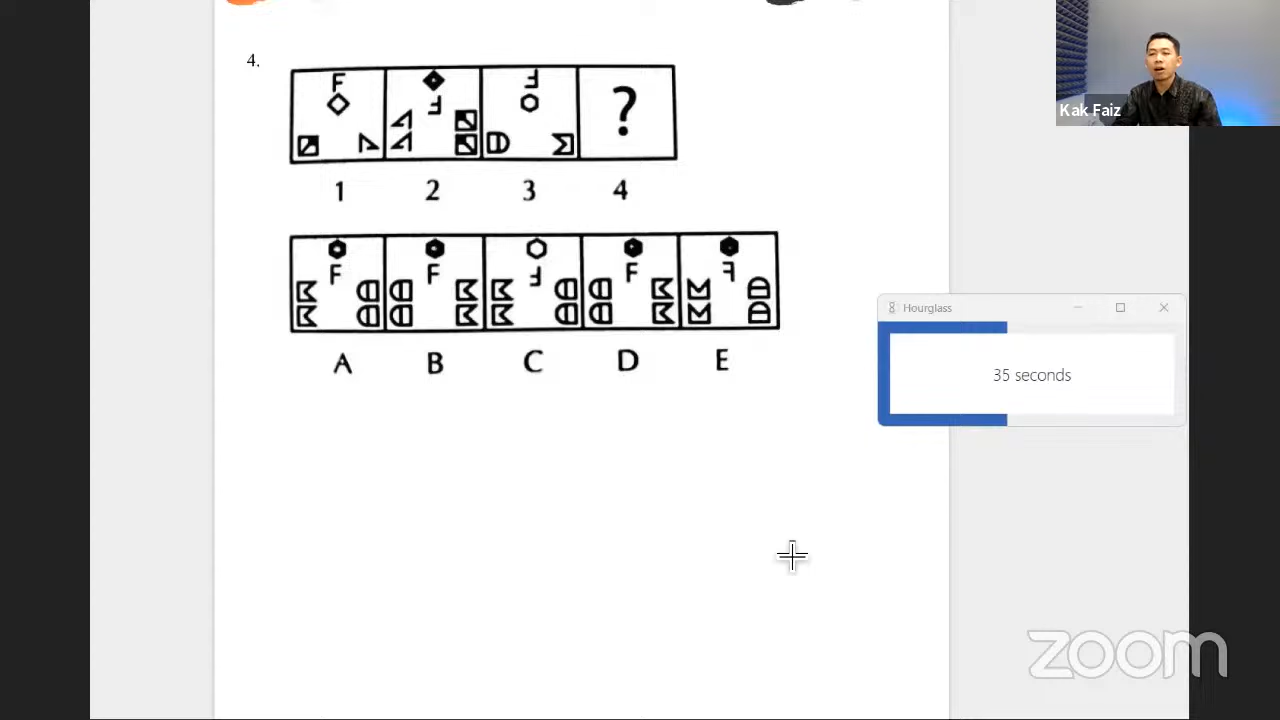 Kak Faiz
4.
F
?
1 2 3 4
F F F
A B C D E
Hourglass
35 seconds
zoom